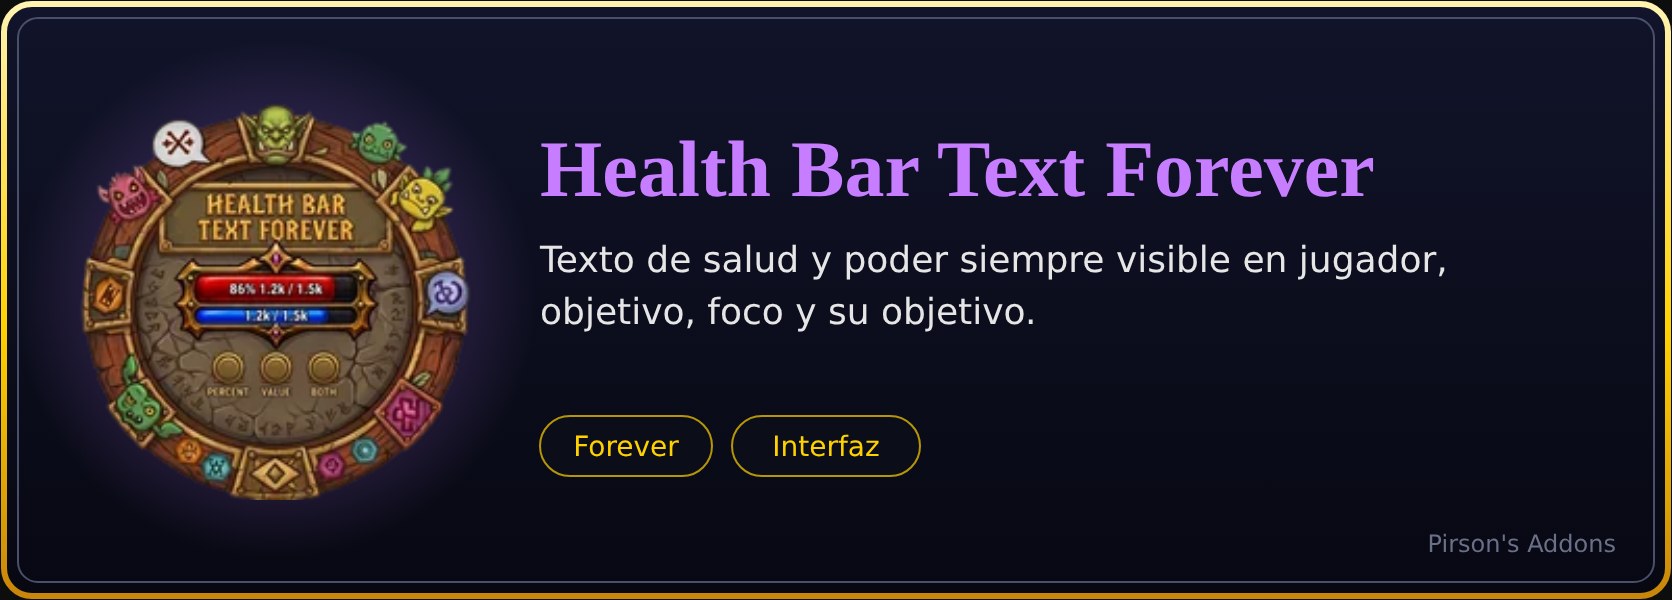 HEALTH BAR
TEXT FOREVER
86% 1.2k / 1.5k
1.2k / 1.5k
PERCENT VALUE BOTH
Health Bar Text Forever
Texto de salud y poder siempre visible en jugador,
objetivo, foco y su objetivo.
Forever Interfaz
Pirson's Addons